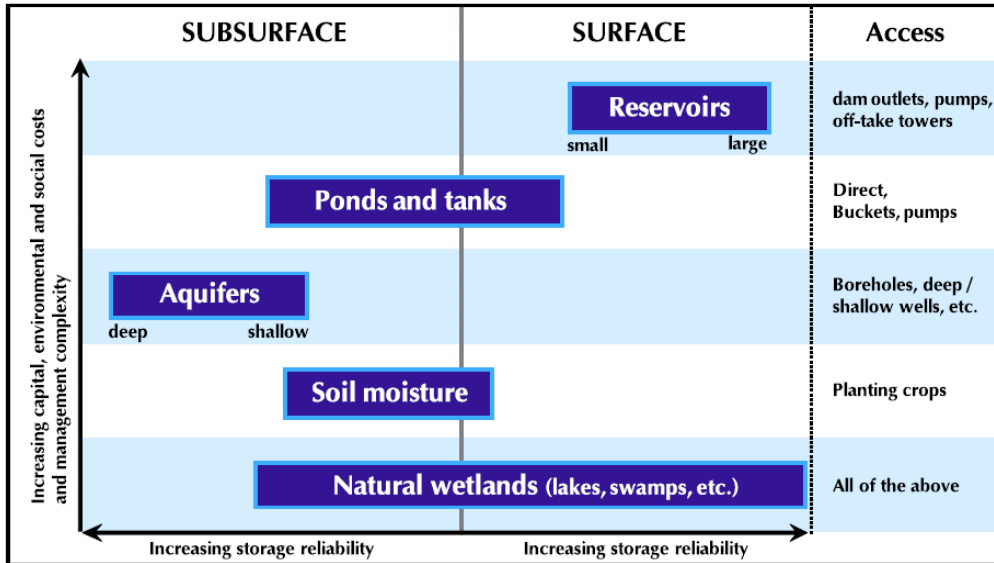 SUBSURFACE
SURFACE
Access
Increasing capital, environmental and social costs
and management complexity
Reservoirs
small
large
dam outlets, pumps,
off-take towers
Ponds and tanks
Direct,
Buckets, pumps
Aquifers
deep
shallow
Boreholes, deep /
shallow wells, etc.
Soil moisture
Planting crops
Natural wetlands (lakes, swamps, etc.)
All of the above
Increasing storage reliability
Increasing storage reliability